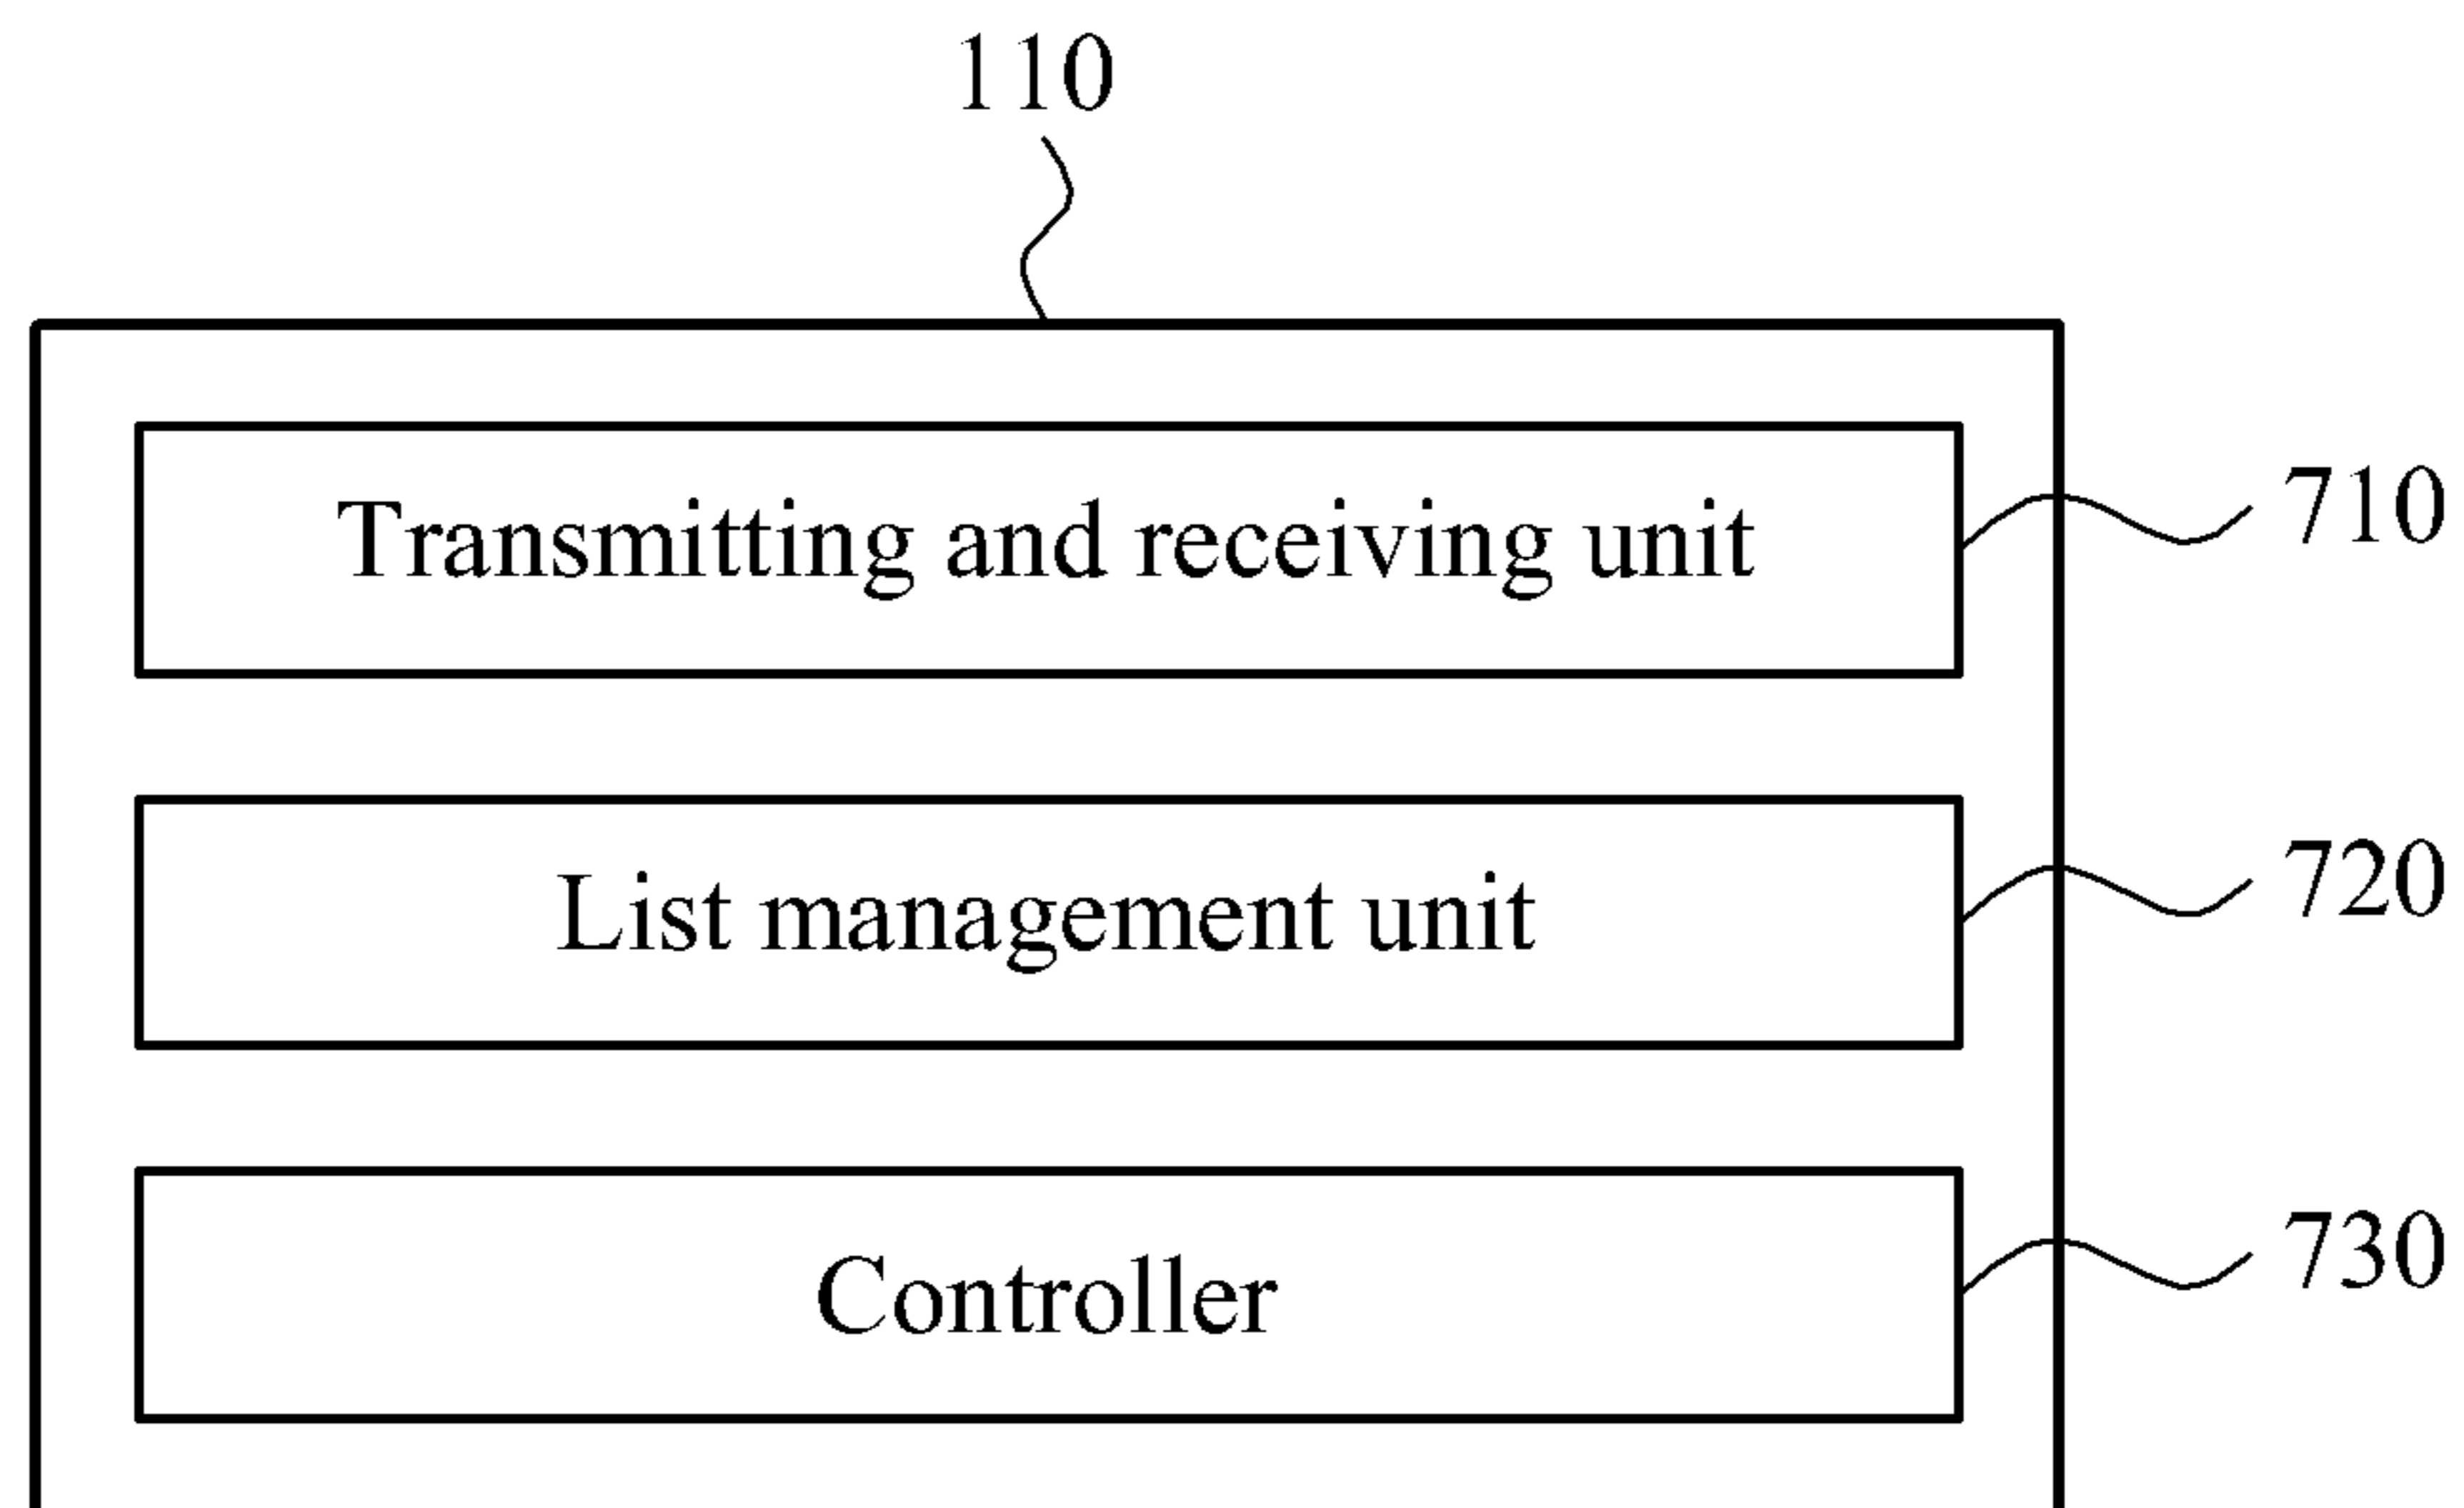 110
Transmitting and receiving unit
710
List management unit
720
Controller
730